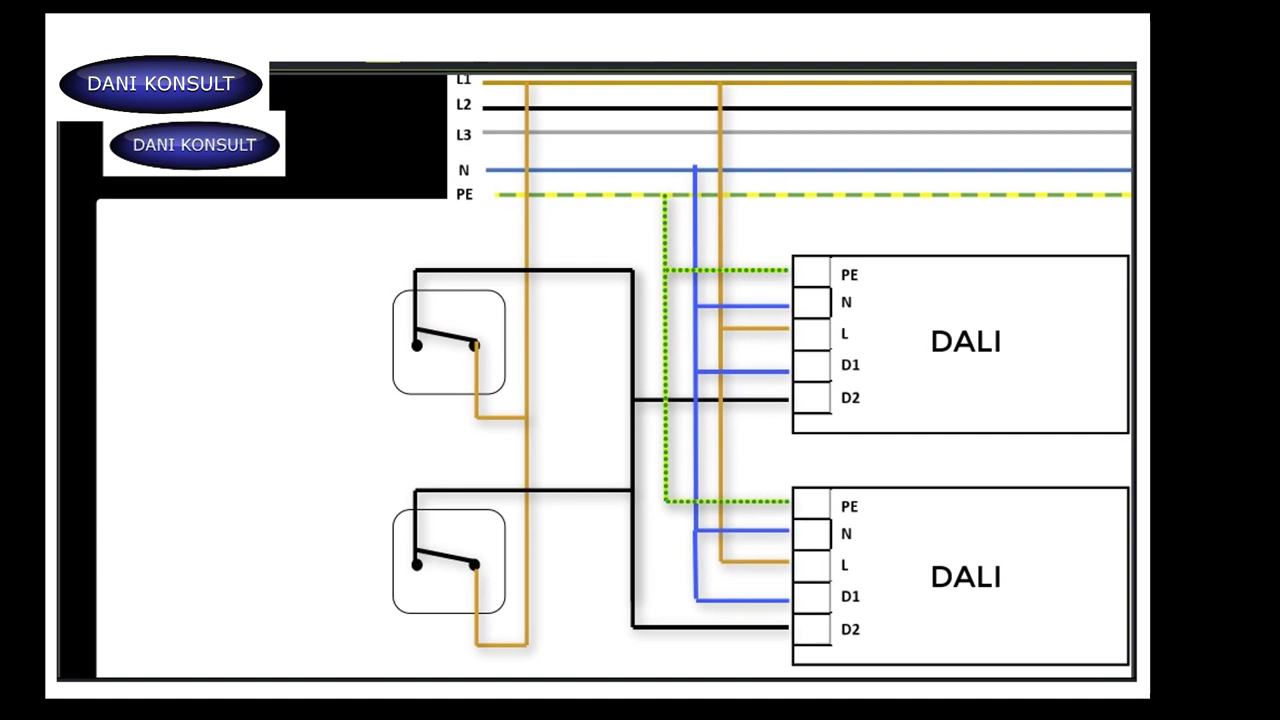 DANI KONSULT
DANI KONSULT
L1
L2
L3
N
PE
PE
N
L
D1
D2
DALI
PE
N
L
D1
D2
DALI